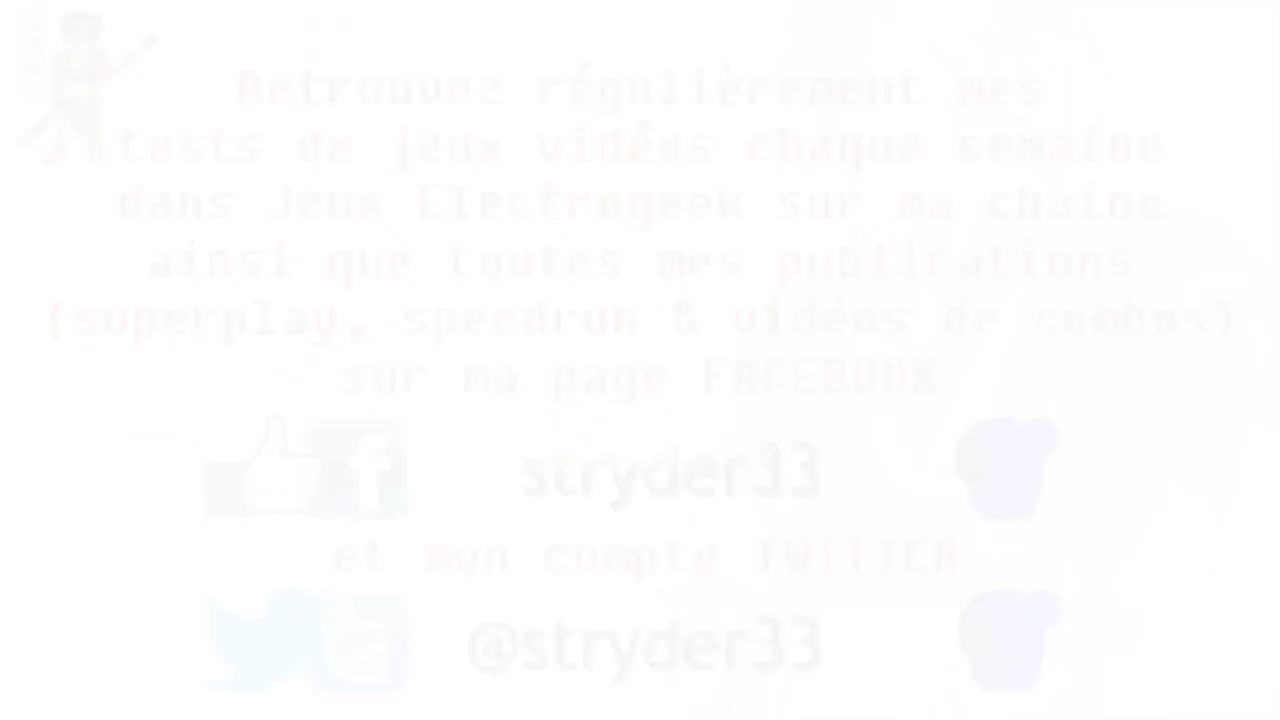 Retrouvez régulièrement mes
tests de jeux vidéos chaque semaine
dans Jeux Electrogeek sur ma chaine
ainsi que toutes mes publications
(superplay, speedrun & vidéos de combos)
sur ma page FACEBOOK
stryder33
et mon compte TWITTER
@stryder33